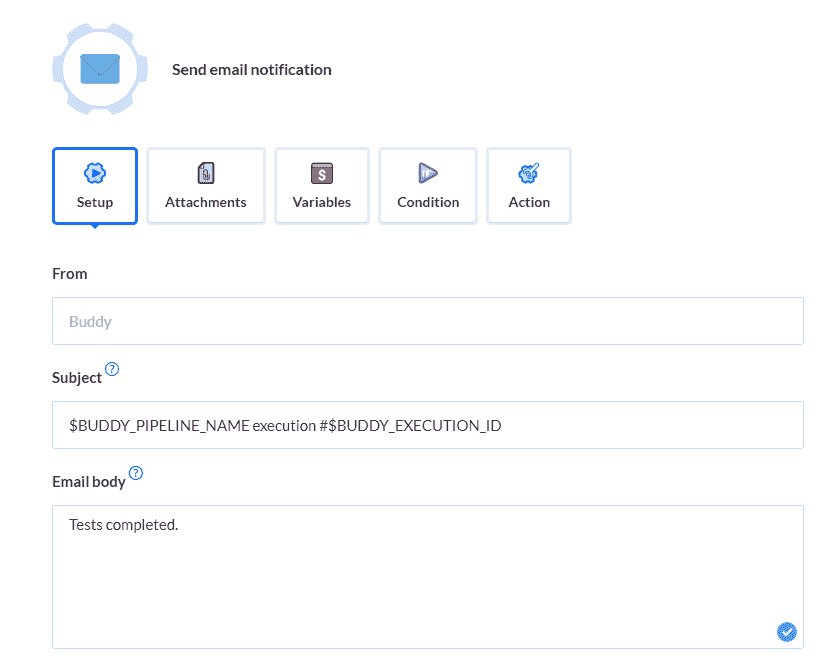 Send email notification
Setup Attachments Variables Condition Action
From
Buddy
Subject ?
$BUDDY_PIPELINE_NAME execution #$BUDDY_EXECUTION_ID
Email body ?
Tests completed.